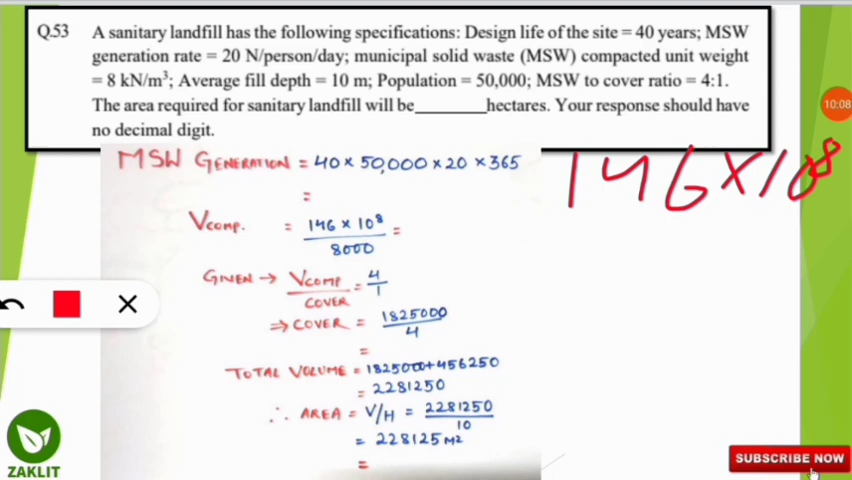 Q.53 A sanitary landfill has the following specifications: Design life of the site = 40 years; MSW
generation rate = 20 N/person/day; municipal solid waste (MSW) compacted unit weight
= 8 kN/m³; Average fill depth = 10 m; Population = 50,000; MSW to cover ratio = 4:1.
The area required for sanitary landfill will be_______hectares. Your response should have
no decimal digit.
10:08
MSW GENERATION = 40 x 50,000 x 20 x 365
=
146 x 10⁸
Vcomp. = 146 x 10⁸ =
8000
GIVEN → Vcomp = 4
COVER 1
⇒ COVER = 1825000
4
=
TOTAL VOLUME = 1825000+456250
= 2281250
∴ AREA = V/H = 2281250
10
= 228125 M2
=
ZAKLIT
SUBSCRIBE NOW